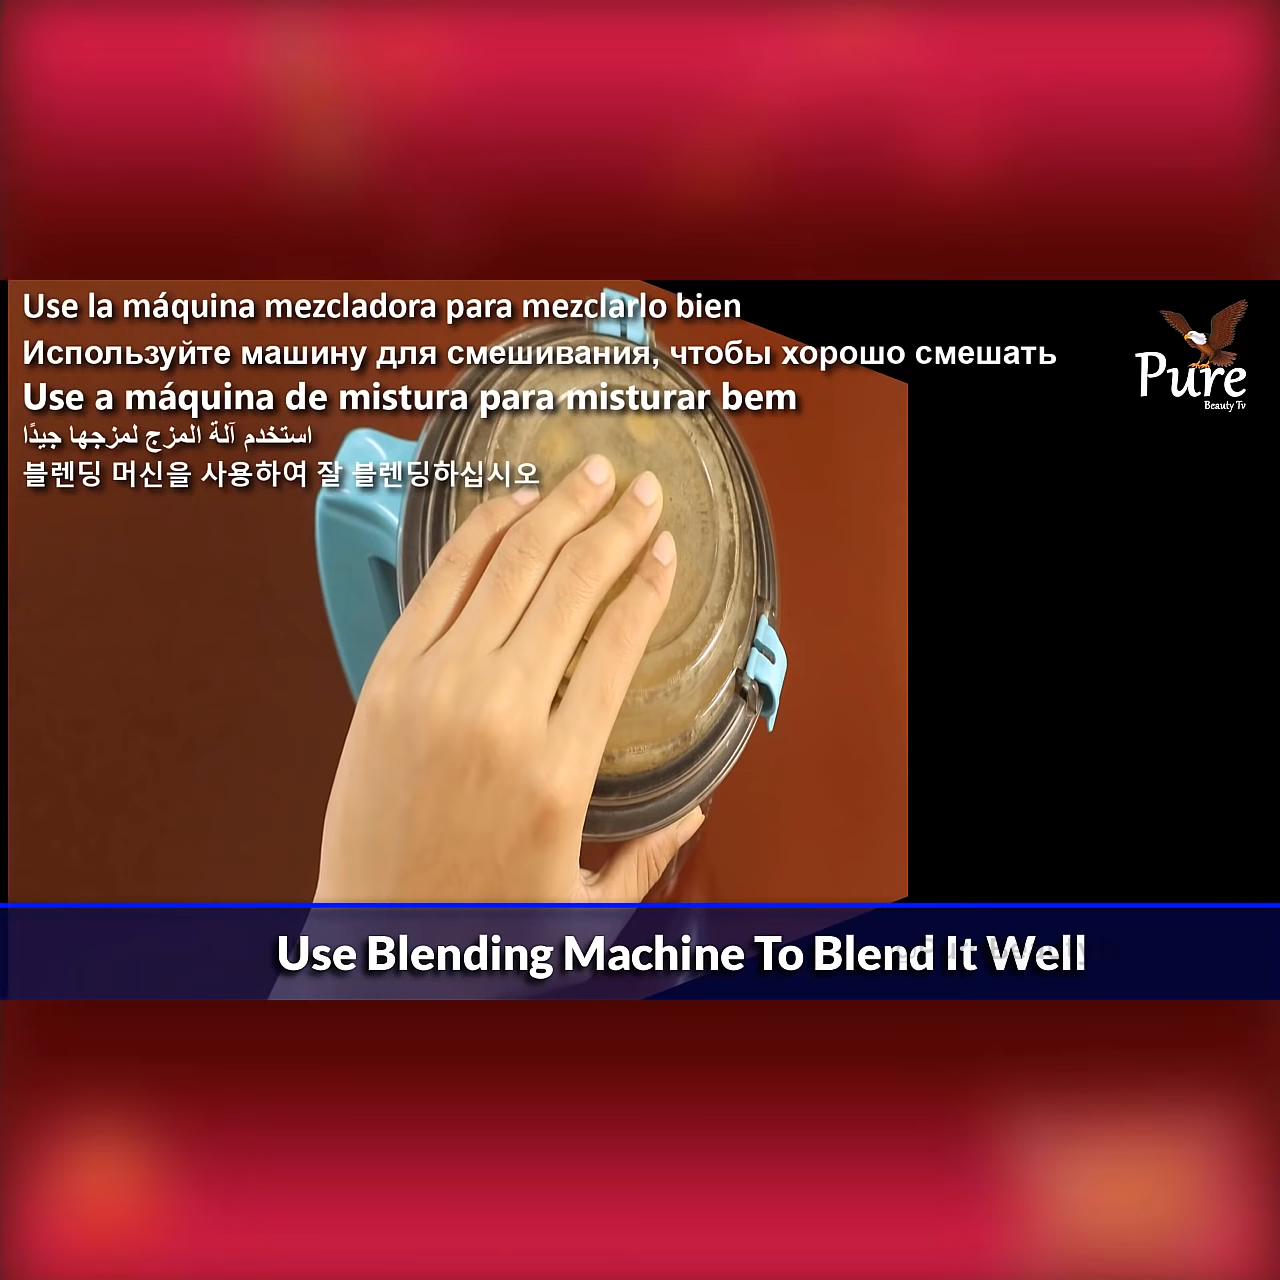 Use la máquina mezcladora para mezclarlo bien
Используйте машину для смешивания, чтобы хорошо смешать
Use a máquina de mistura para misturar bem
استخدم آلة المزج لمزجها جيدًا
블렌딩 머신을 사용하여 잘 블렌딩하십시오
Pure
Beauty Tv
Use Blending Machine To Blend It Well